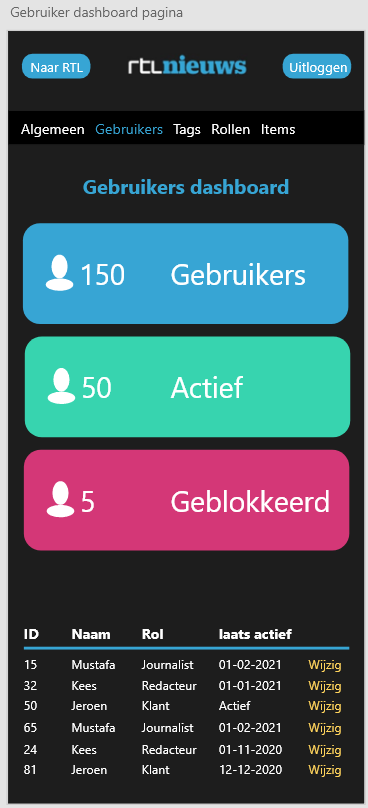 Gebruiker dashboard pagina
Naar RTL rtlnieuws Uitloggen
Algemeen Gebruikers Tags Rollen Items
Gebruikers dashboard
150 Gebruikers
50 Actief
5 Geblokkeerd
ID Naam Rol laats actief
15 Mustafa Journalist 01-02-2021 Wijzig
32 Kees Redacteur 01-01-2021 Wijzig
50 Jeroen Klant Actief Wijzig
65 Mustafa Journalist 01-02-2021 Wijzig
24 Kees Redacteur 01-11-2020 Wijzig
81 Jeroen Klant 12-12-2020 Wijzig